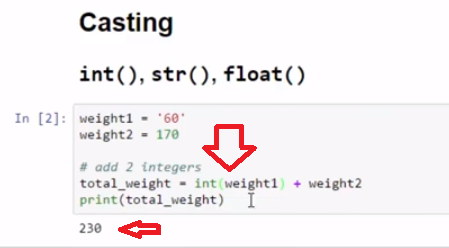 Casting
int(), str(), float()
In [2]: weight1 = '60'
weight2 = 170
# add 2 integers
total_weight = int(weight1) + weight2
print(total_weight)
230